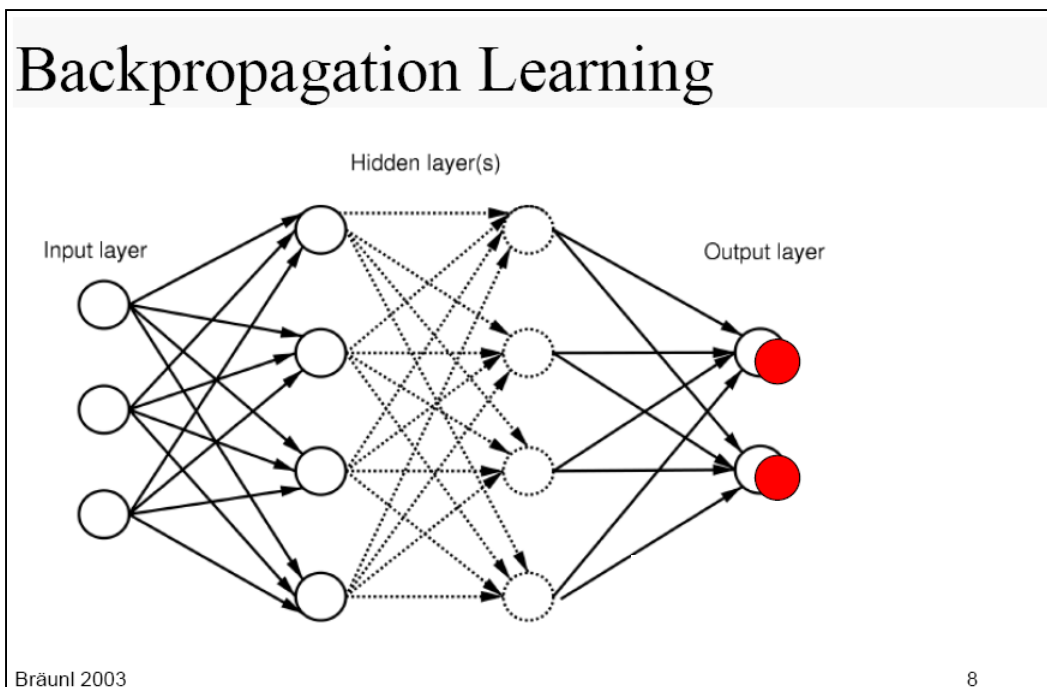 Backpropagation Learning
Hidden layer(s)
Input layer
Output layer
Bräunl 2003
8